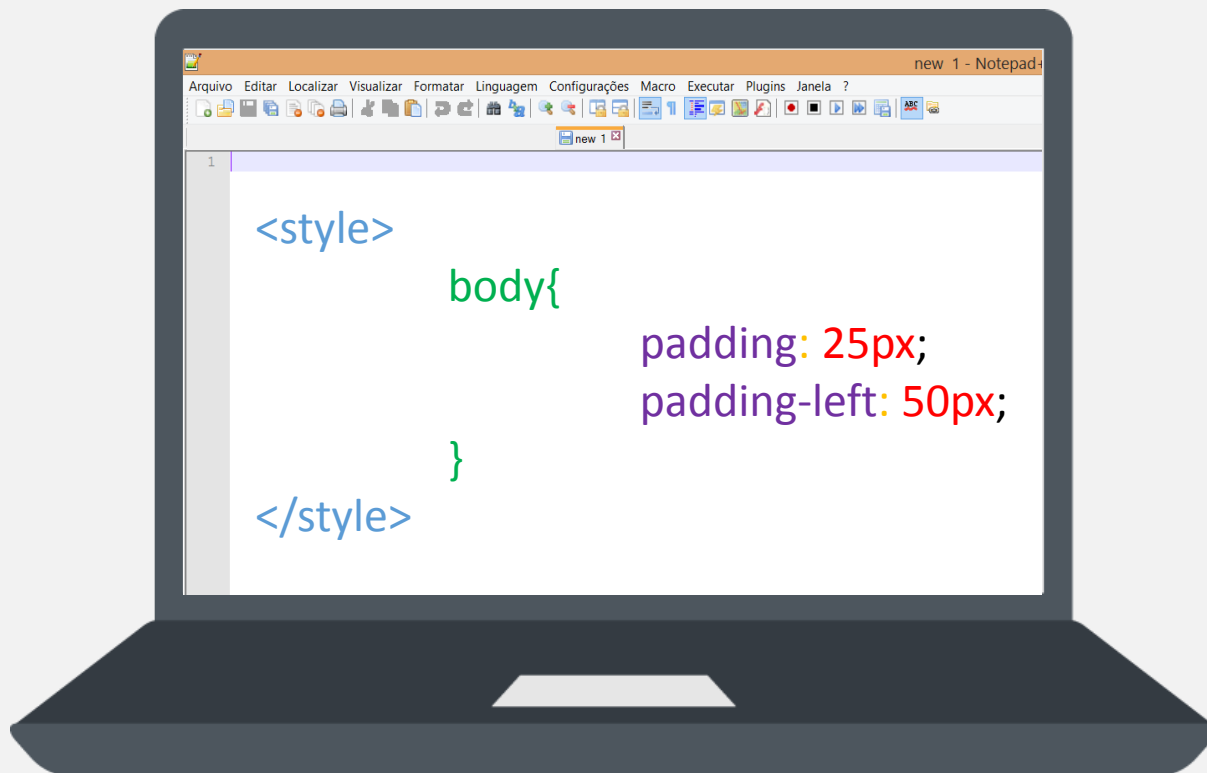 new 1 - Notepad+
Arquivo Editar Localizar Visualizar Formatar Linguagem Configurações Macro Executar Plugins Janela ?
ABC
new 1
1
<style>
body{
padding: 25px;
padding-left: 50px;
}
</style>